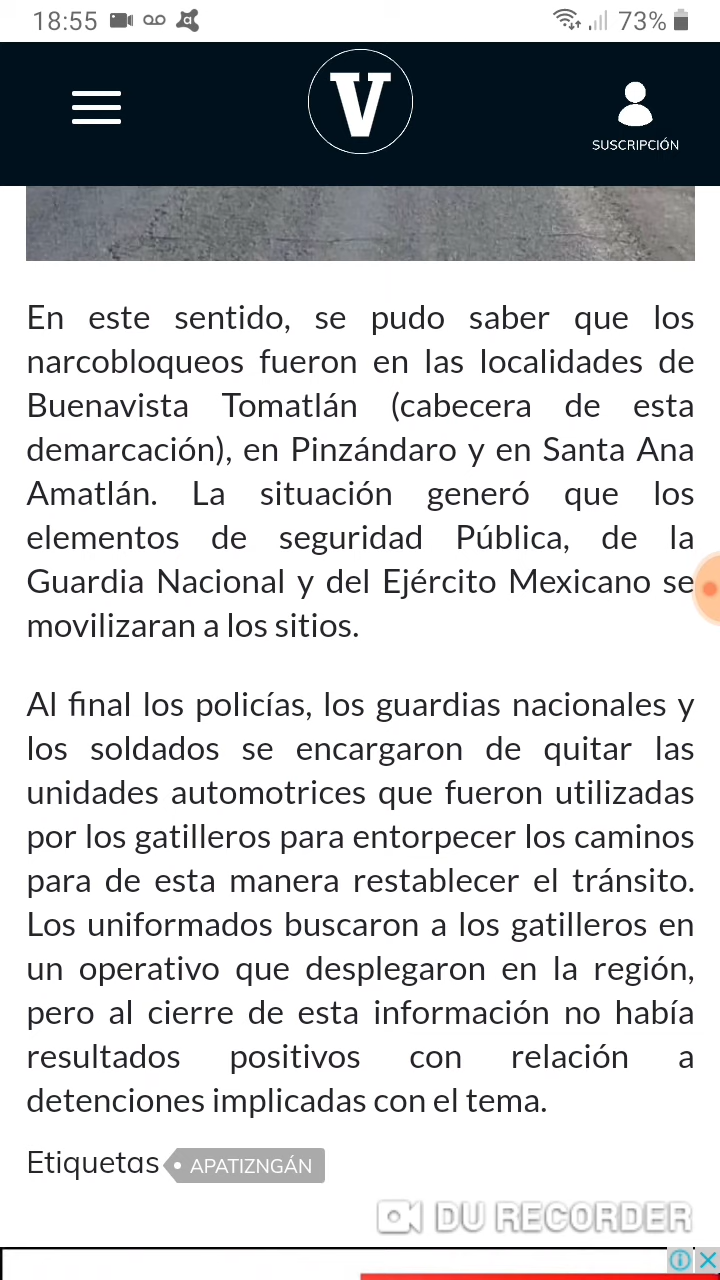 18:55
73%
V
SUSCRIPCIÓN
En este sentido, se pudo saber que los
narcobloqueos fueron en las localidades de
Buenavista Tomatlán (cabecera de esta
demarcación), en Pinzándaro y en Santa Ana
Amatlán. La situación generó que los
elementos de seguridad Pública, de la
Guardia Nacional y del Ejército Mexicano se
movilizaran a los sitios.
Al final los policías, los guardias nacionales y
los soldados se encargaron de quitar las
unidades automotrices que fueron utilizadas
por los gatilleros para entorpecer los caminos
para de esta manera restablecer el tránsito.
Los uniformados buscaron a los gatilleros en
un operativo que desplegaron en la región,
pero al cierre de esta información no había
resultados positivos con relación a
detenciones implicadas con el tema.
Etiquetas APATIZNGÁN
DU RECORDER